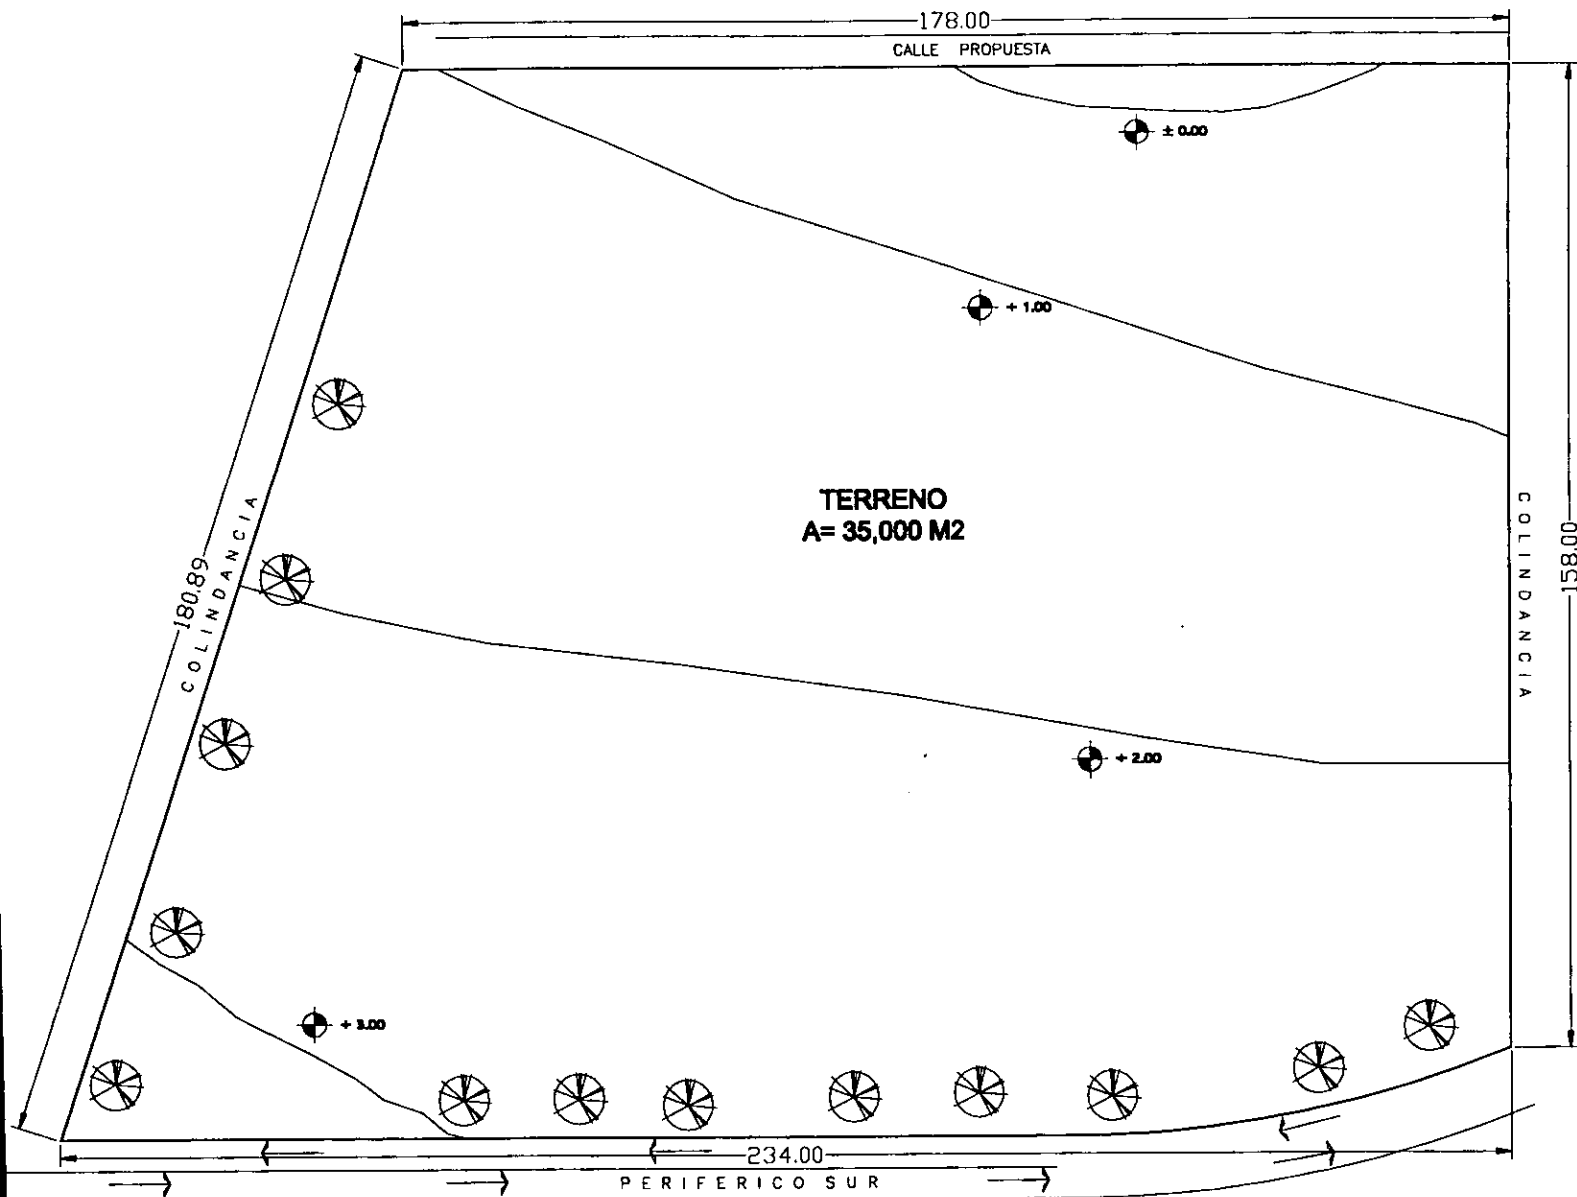 178.00
CALLE PROPUESTA
± 0.00
+ 1.00
TERRENO
A= 35,000 M2
COLINDANCIA
158.00
180.89
COLINDANCIA
+ 2.00
+ 3.00
234.00
PERIFERICO SUR